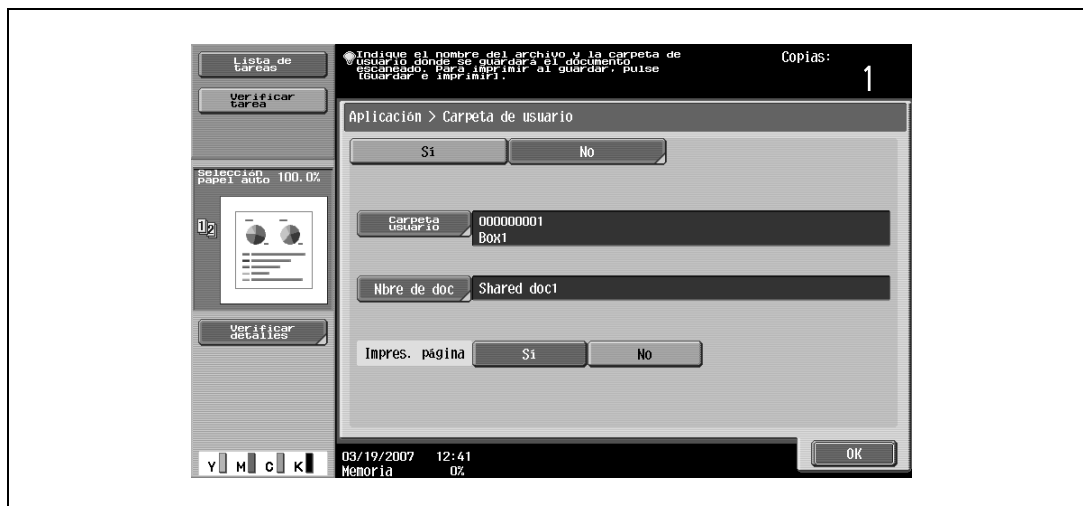 Lista de
tareas
Indique el nombre del archivo y la carpeta de
usuario donde se guardará el documento
escaneado. Para imprimir al guardar, pulse
[Guardar e imprimir].
Copias:
1
Verificar
tarea
Aplicación > Carpeta de usuario
Sí
No
Selección
papel auto 100.0%
12
Carpeta
usuario
000000001
Box1
Nbre de doc
Shared doc1
Verificar
detalles
Impres. página
Sí
No
OK
Y M C K
03/19/2007 12:41
Memoria 0%